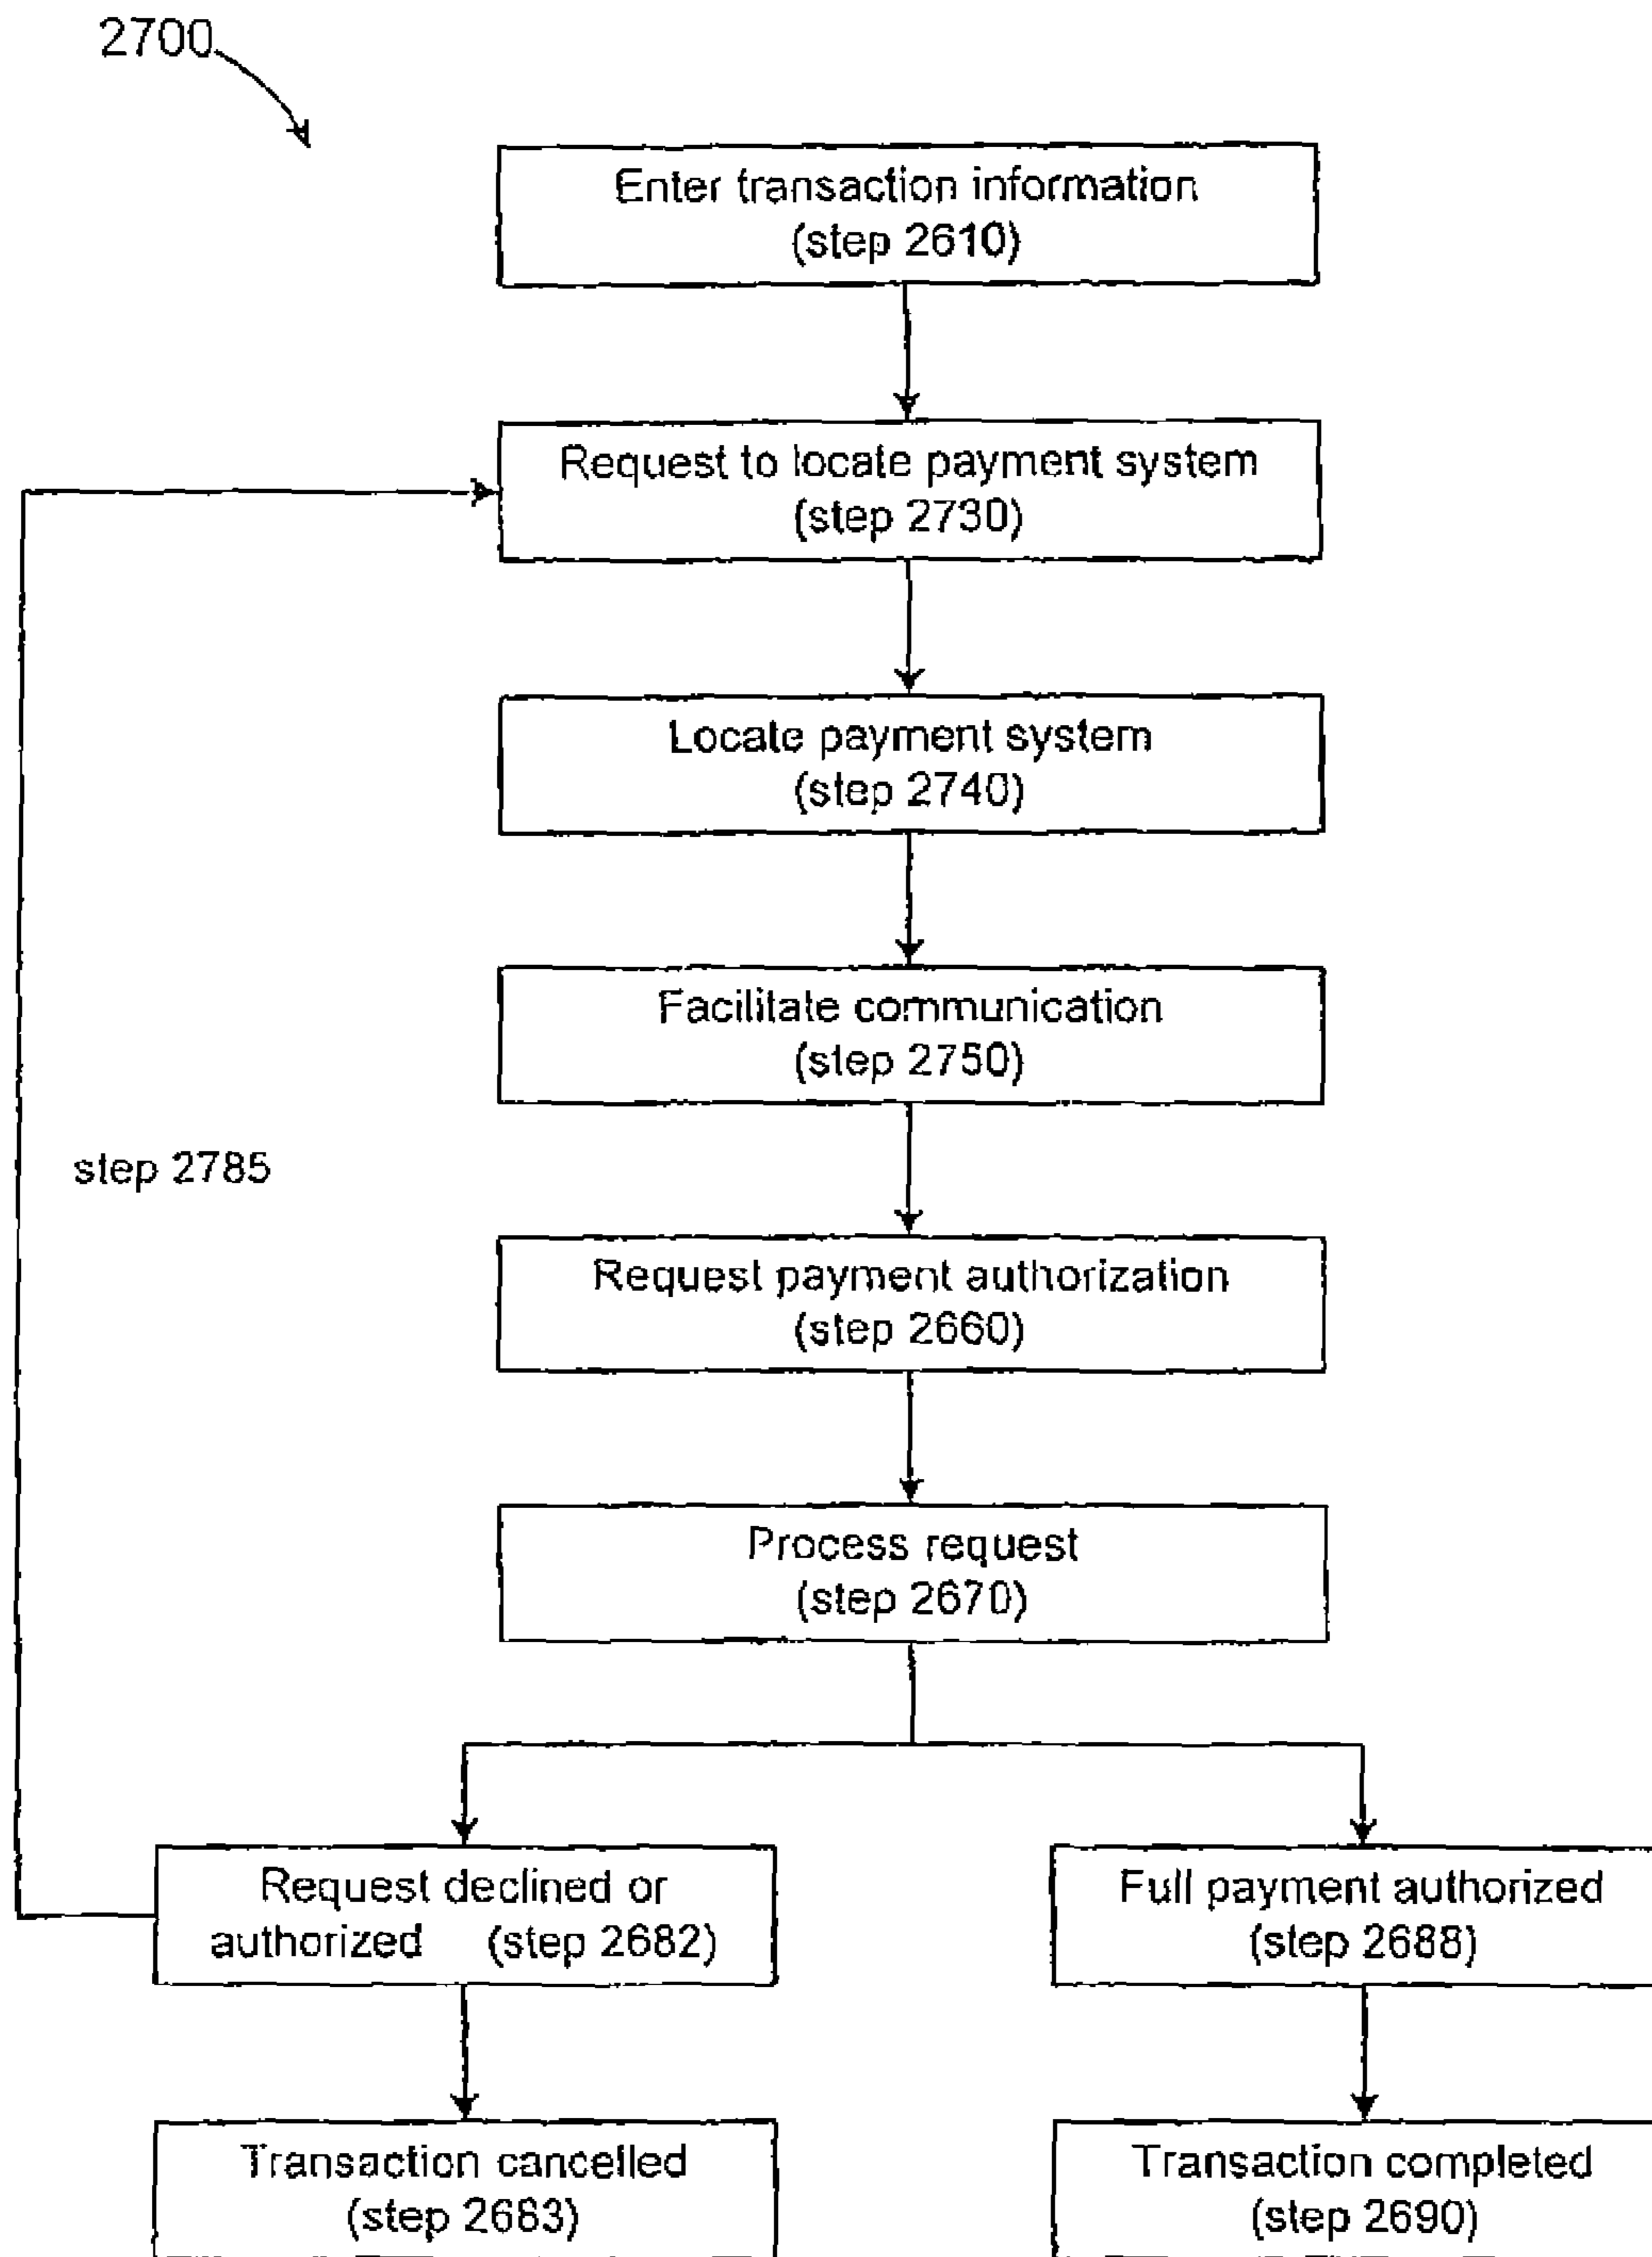 2700
Enter transaction information
(step 2610)
Request to locate payment system
(step 2730)
Locate payment system
(step 2740)
Facilitate communication
(step 2750)
step 2785
Request payment authorization
(step 2660)
Process request
(step 2670)
Request declined or
authorized (step 2682)
Full payment authorized
(step 2688)
Transaction cancelled
(step 2683)
Transaction completed
(step 2690)